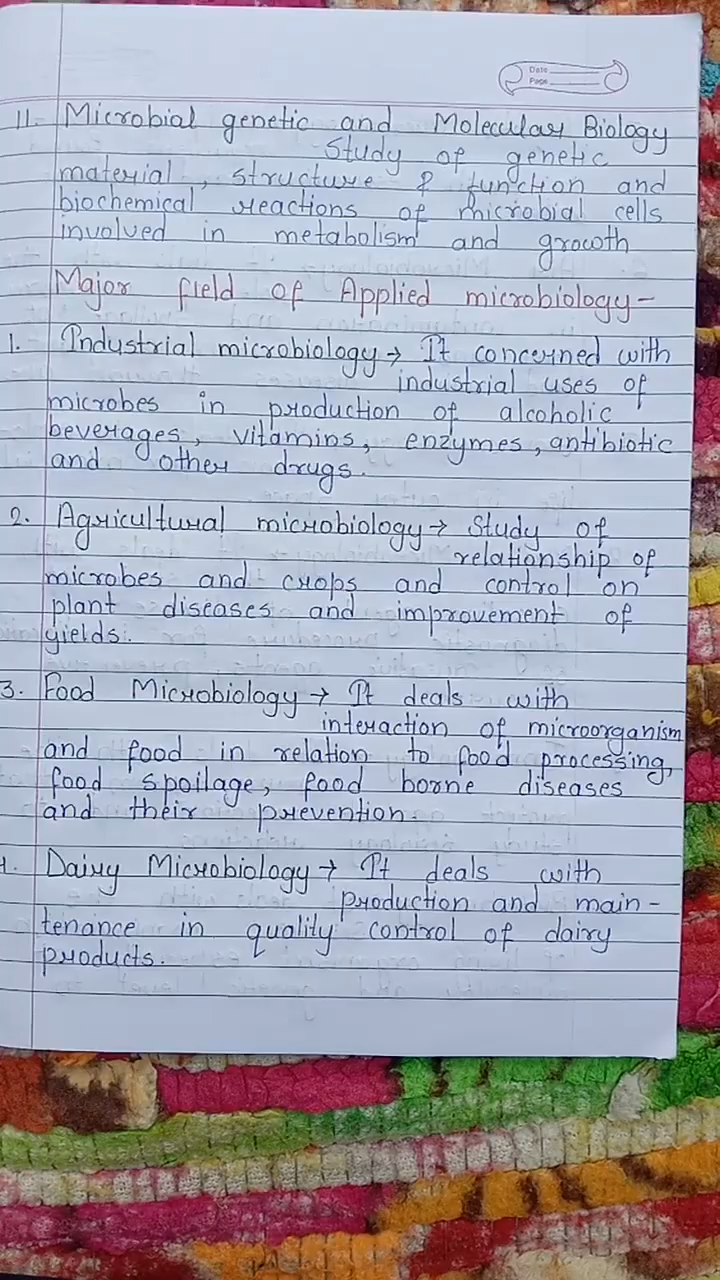 Date
Page
11. Microbial genetic and Molecular Biology
Study of genetic
material, structure & function and
biochemical reactions of microbial cells
involved in metabolism and growth
Major field of Applied microbiology-
1. Industrial microbiology → It concerned with
industrial uses of
microbes in production of alcoholic
beverages, vitamins, enzymes, antibiotic
and other drugs.
2. Agricultural microbiology → Study of
relationship of
microbes and crops and control on
plant diseases and improvement of
yields.
3. Food Microbiology → It deals with
interaction of microorganism
and food in relation to food processing,
food spoilage, food borne diseases
and their prevention.
4. Dairy Microbiology → It deals with
production and main-
tenance in quality control of dairy
products.